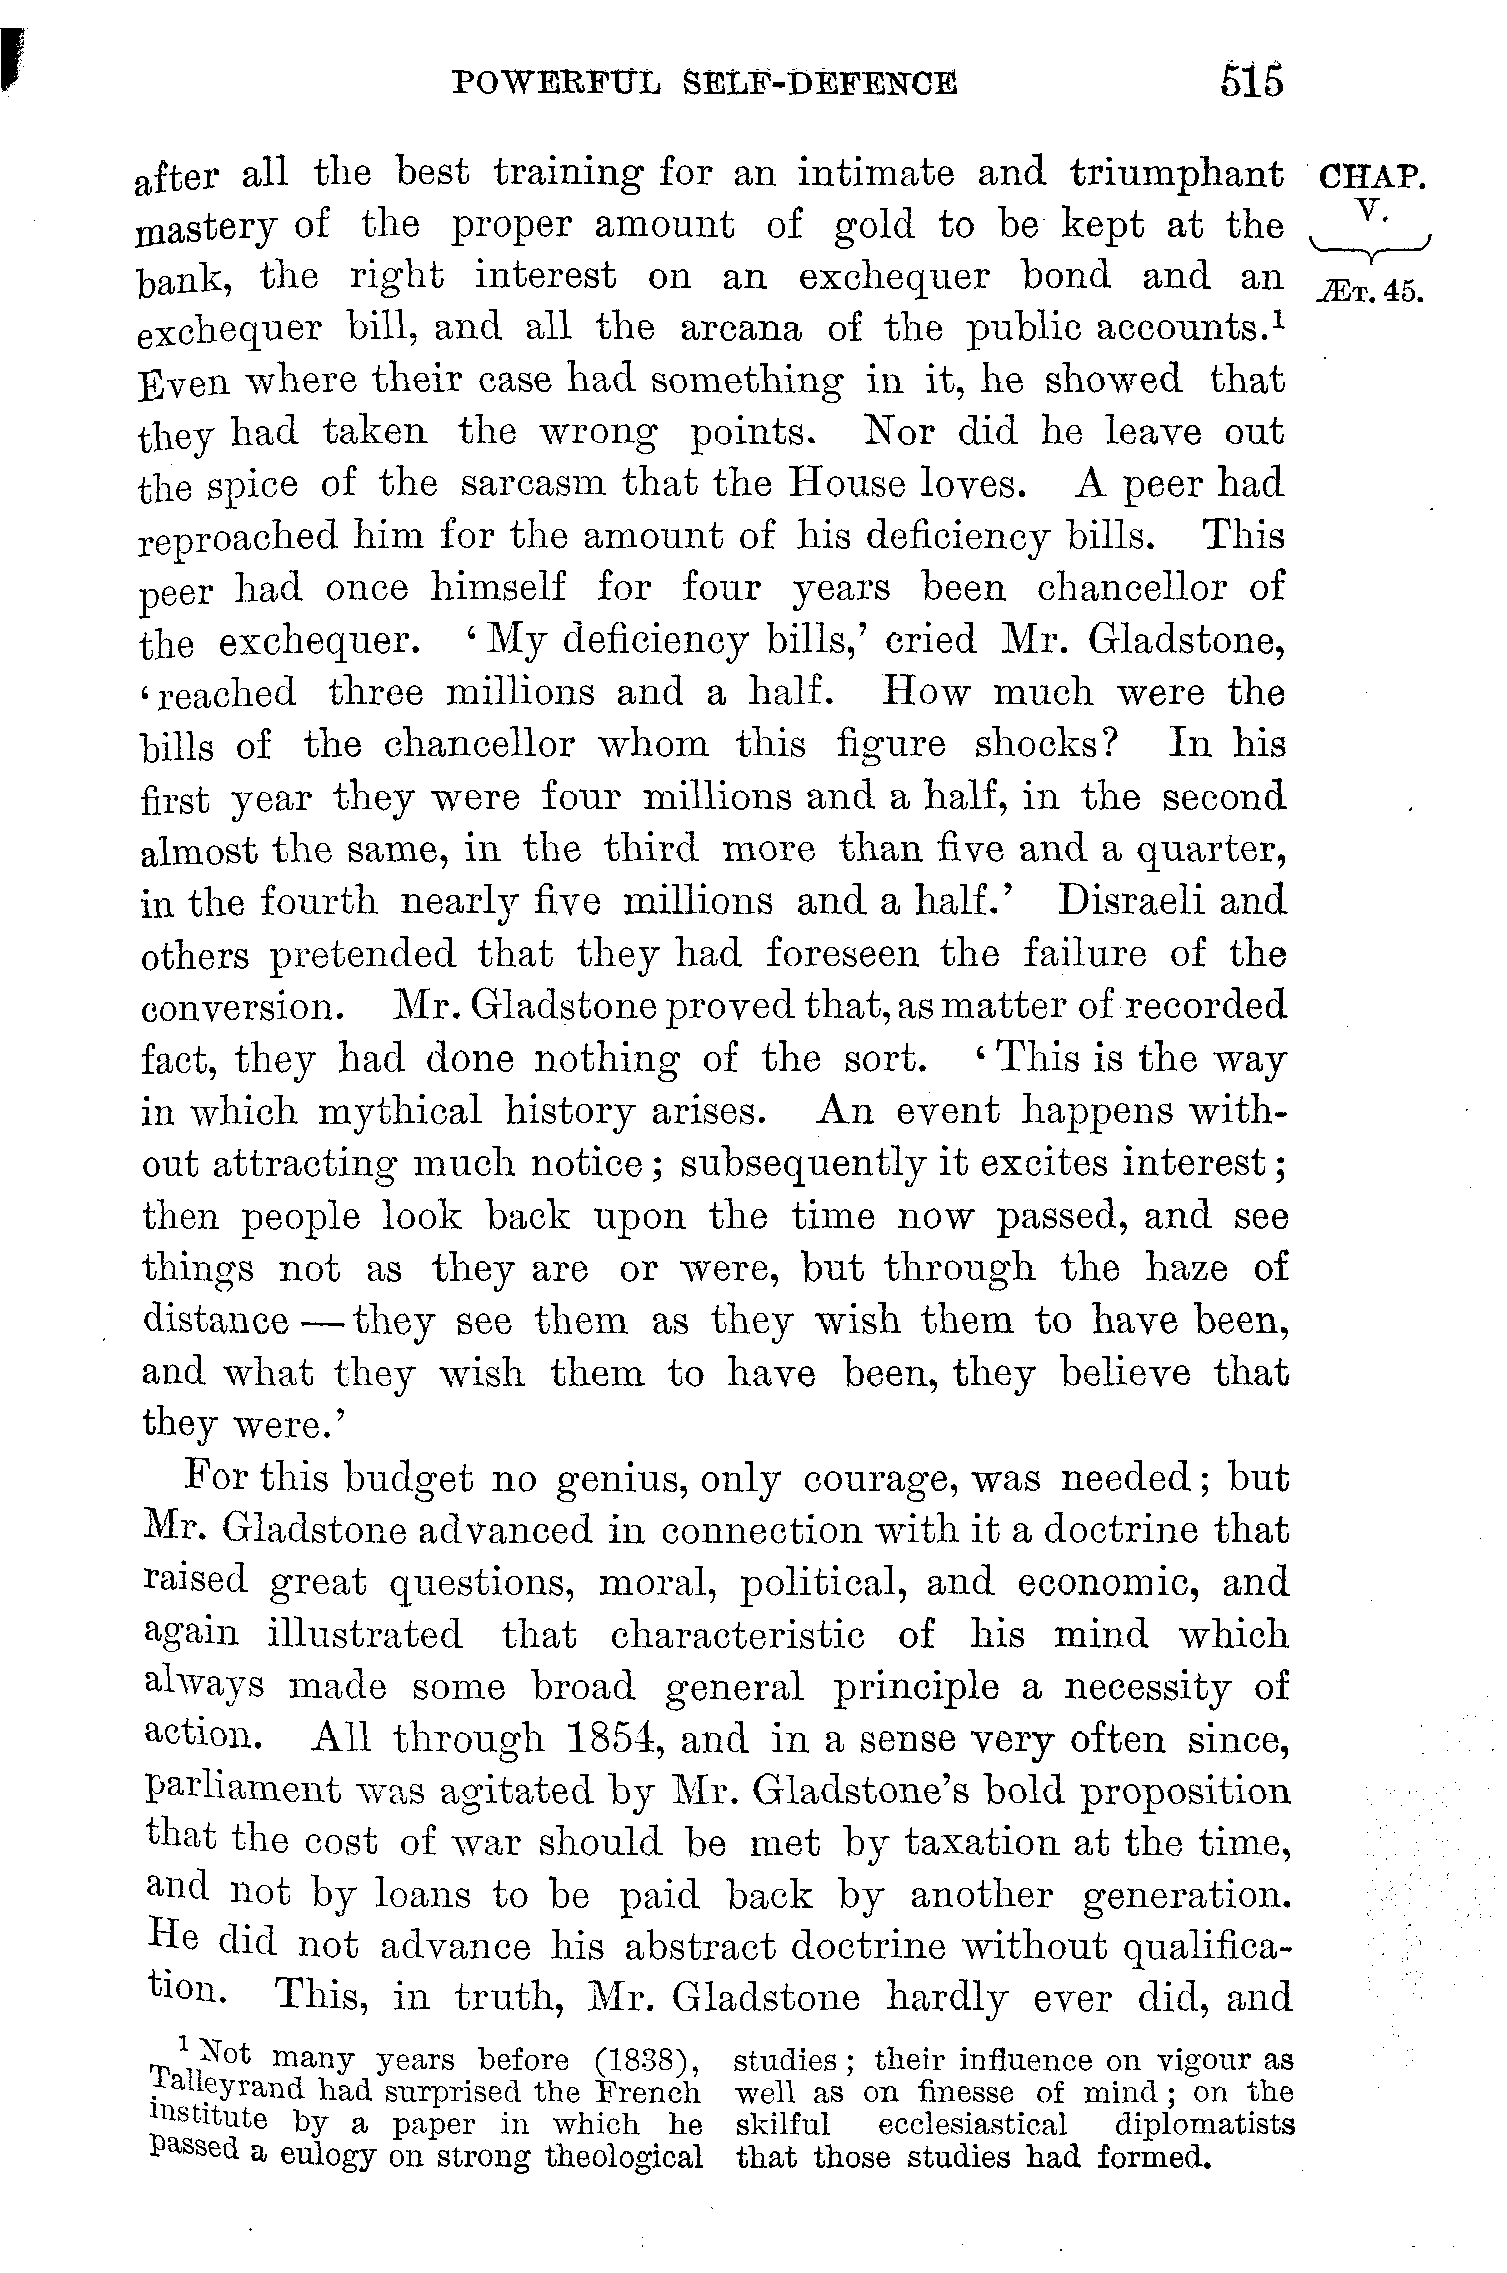 POWERFUL SELF-DEFENCE 515
after all the best training for an intimate and triumphant
mastery of the proper amount of gold to be kept at the
bank, the right interest on an exchequer bond and an
exchequer bill, and all the arcana of the public accounts.¹
Even where their case had something in it, he showed that
they had taken the wrong points. Nor did he leave out
the spice of the sarcasm that the House loves. A peer had
reproached him for the amount of his deficiency bills. This
peer had once himself for four years been chancellor of
the exchequer. ‘My deficiency bills,’ cried Mr. Gladstone,
‘reached three millions and a half. How much were the
bills of the chancellor whom this figure shocks? In his
first year they were four millions and a half, in the second
almost the same, in the third more than five and a quarter,
in the fourth nearly five millions and a half.’ Disraeli and
others pretended that they had foreseen the failure of the
conversion. Mr. Gladstone proved that, as matter of recorded
fact, they had done nothing of the sort. ‘This is the way
in which mythical history arises. An event happens with-
out attracting much notice; subsequently it excites interest;
then people look back upon the time now passed, and see
things not as they are or were, but through the haze of
distance — they see them as they wish them to have been,
and what they wish them to have been, they believe that
they were.’
For this budget no genius, only courage, was needed; but
Mr. Gladstone advanced in connection with it a doctrine that
raised great questions, moral, political, and economic, and
again illustrated that characteristic of his mind which
always made some broad general principle a necessity of
action. All through 1854, and in a sense very often since,
parliament was agitated by Mr. Gladstone’s bold proposition
that the cost of war should be met by taxation at the time,
and not by loans to be paid back by another generation.
He did not advance his abstract doctrine without qualifica-
tion. This, in truth, Mr. Gladstone hardly ever did, and
CHAP.
V.
ÆT. 45.
¹ Not many years before (1838),
Talleyrand had surprised the French
institute by a paper in which he
passed a eulogy on strong theological
studies; their influence on vigour as
well as on finesse of mind; on the
skilful ecclesiastical diplomatists
that those studies had formed.